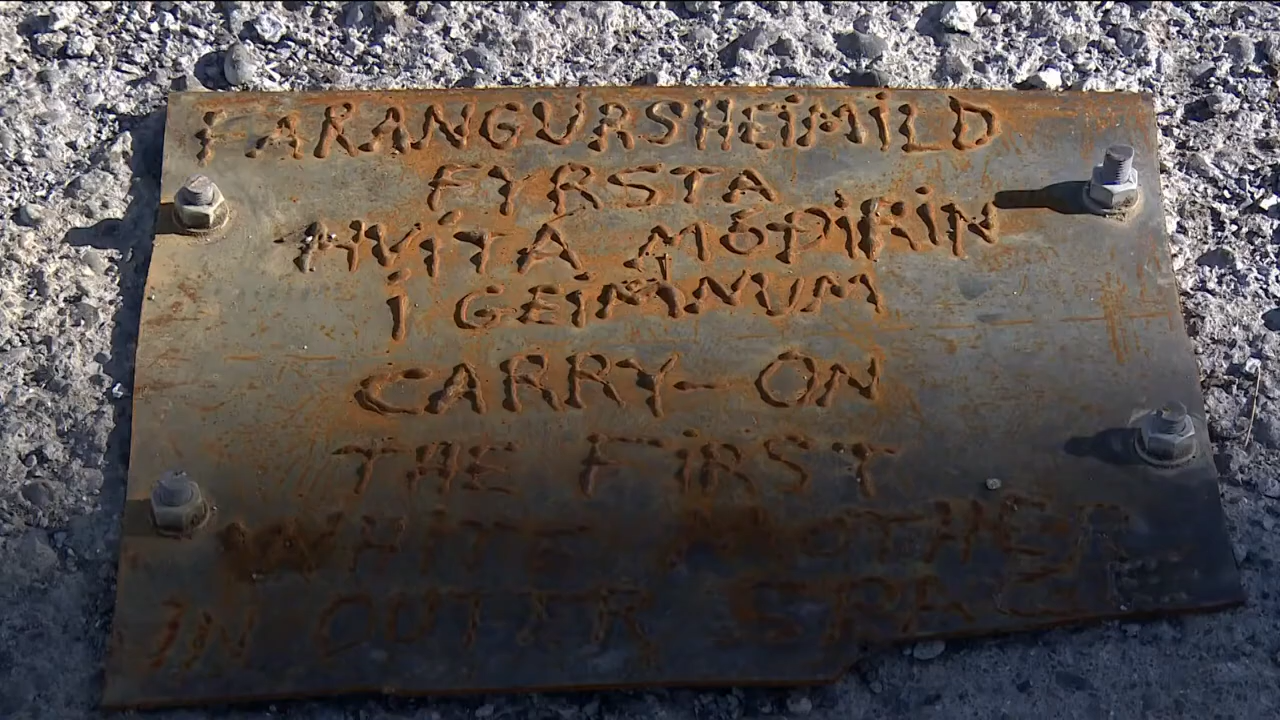 FARANGURSHEIMILD
FYRSTA
HVÍTA MÓÐIRIN
Í GEIMNUM
CARRY-ON
THE FIRST
WHITE MOTHER
IN OUTER SPACE